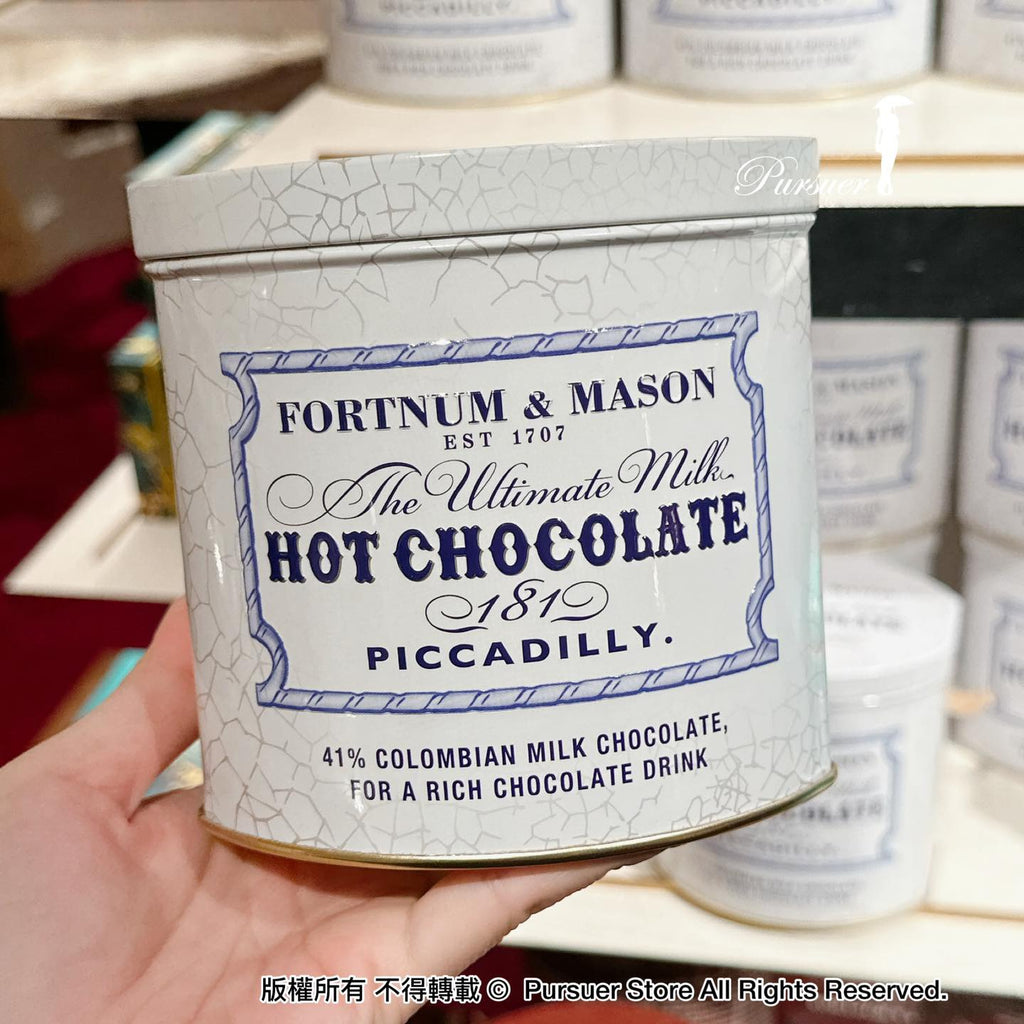 PICCADILLY.
Pursuer
FORTNUM & MASON
EST 1707
The Ultimate Milk
HOT CHOCOLATE
181
PICCADILLY.
41% COLOMBIAN MILK CHOCOLATE,
FOR A RICH CHOCOLATE DRINK
版權所有 不得轉載 © Pursuer Store All Rights Reserved.